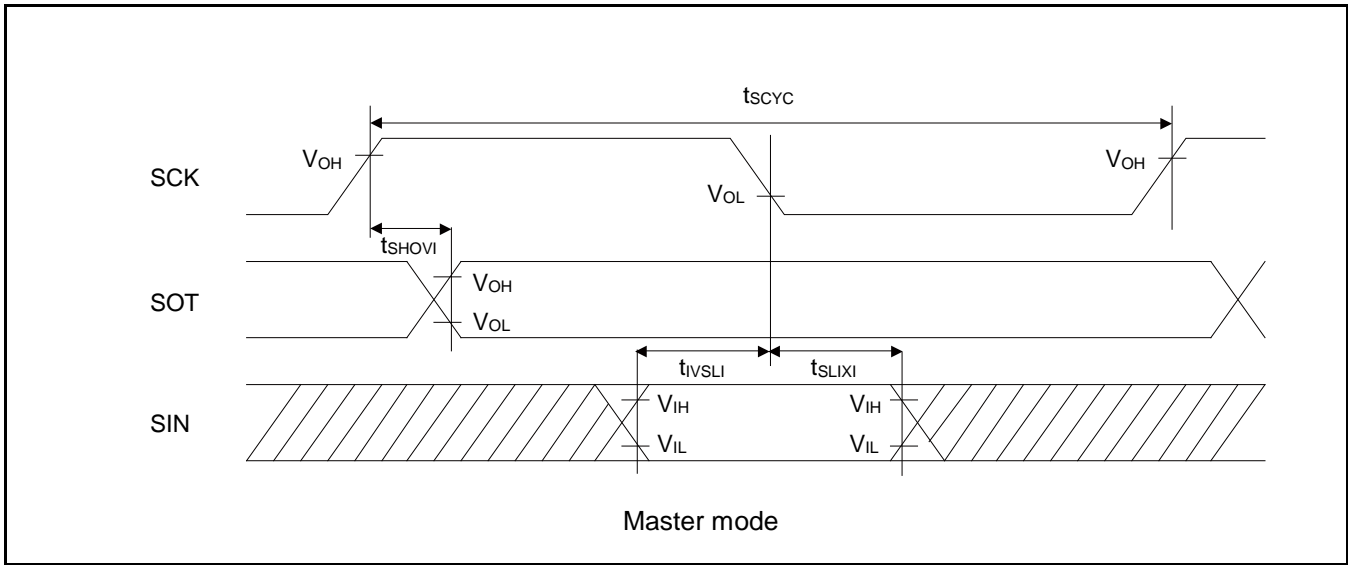 tSCYC
SCK VOH VOL VOH
tSHOVI
SOT VOH
VOL
tIVSLI tSLIXI
SIN VIH VIH
VIL VIL
Master mode